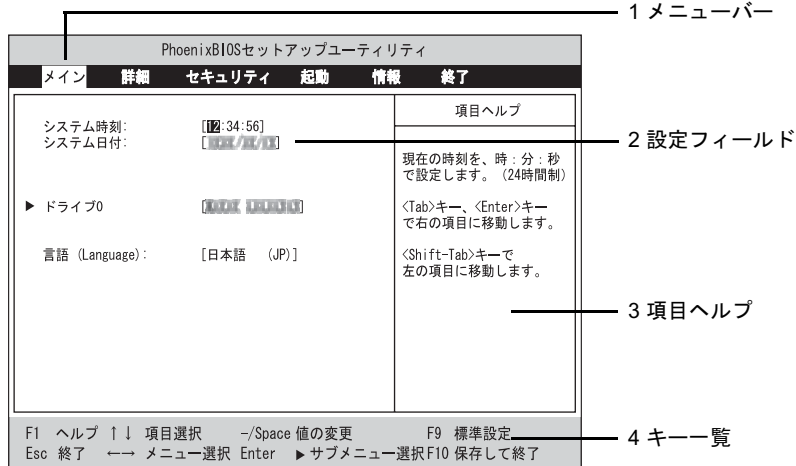 1 メニューバー
PhoenixBIOSセットアップユーティリティ
メイン 詳細 セキュリティ 起動 情報 終了
項目ヘルプ
システム時刻: [12:34:56]
システム日付:
2 設定フィールド
現在の時刻を、時：分：秒
で設定します。（24時間制）
▶ ドライブ0
<Tab>キー、<Enter>キー
で右の項目に移動します。
言語 (Language): [日本語 (JP)]
<Shift-Tab>キーで
左の項目に移動します。
3 項目ヘルプ
F1 ヘルプ ↑↓ 項目選択 -/Space 値の変更 F9 標準設定
4 キー一覧
Esc 終了 ←→ メニュー選択 Enter ▶サブメニュー選択 F10 保存して終了